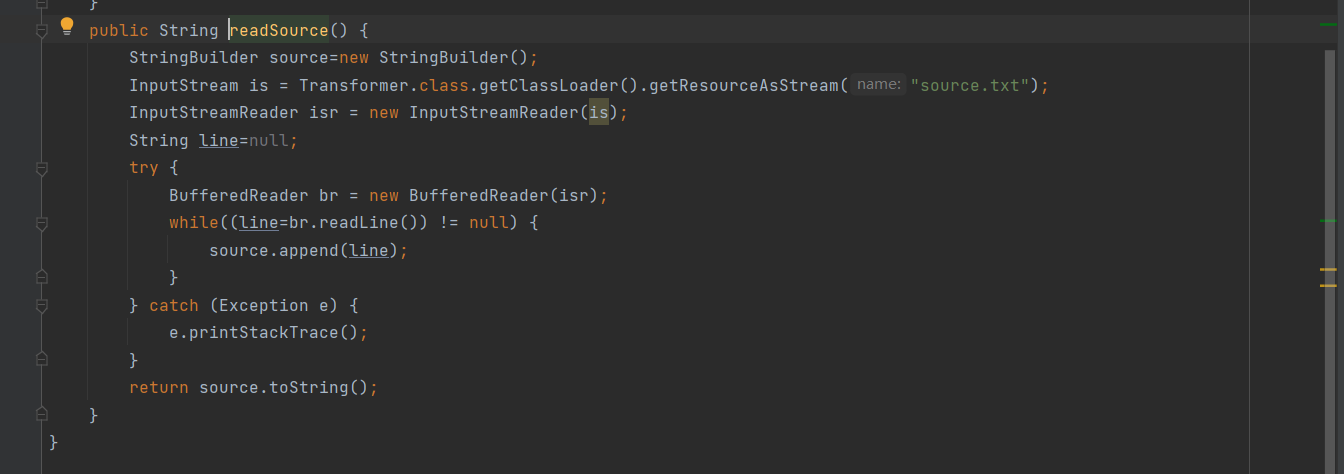 }
public String readSource() {
StringBuilder source=new StringBuilder();
InputStream is = Transformer.class.getClassLoader().getResourceAsStream( name: "source.txt");
InputStreamReader isr = new InputStreamReader(is);
String line=null;
try {
BufferedReader br = new BufferedReader(isr);
while((line=br.readLine()) != null) {
source.append(line);
}
} catch (Exception e) {
e.printStackTrace();
}
return source.toString();
}
}